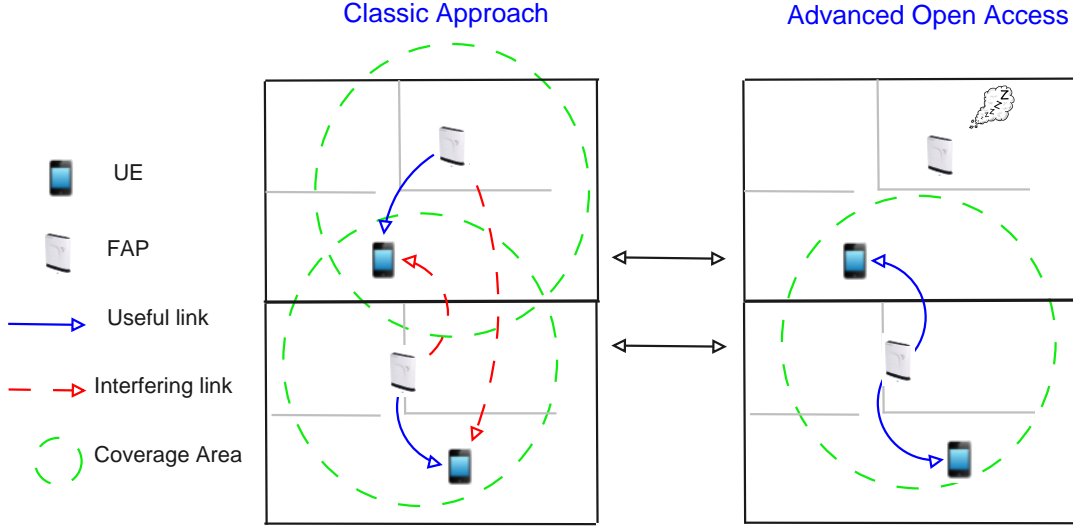 Classic Approach
Advanced Open Access
z z z Z Z
UE
FAP
Useful link
Interfering link
Coverage Area